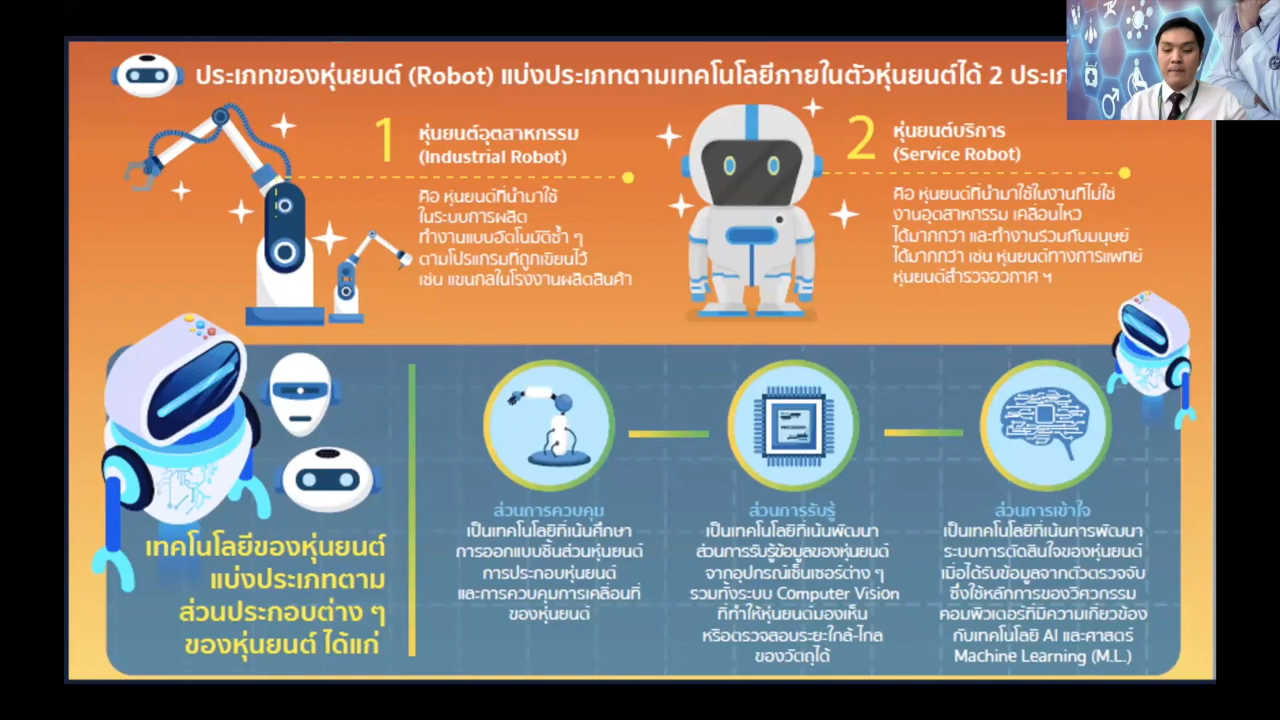 ประเภทของหุ่นยนต์ (Robot) แบ่งประเภทตามเทคโนโลยีภายในตัวหุ่นยนต์ได้ 2
1
หุ่นยนต์อุตสาหกรรม
(Industrial Robot)
คือ หุ่นยนต์ที่นำมาใช้
ในระบบการผลิต
ทำงานแบบอัตโนมัติซ้ำ ๆ
ตามโปรแกรมที่ถูกเขียนไว้
เช่น แขนกลในโรงงานผลิตสินค้า
2
หุ่นยนต์บริการ
(Service Robot)
คือ หุ่นยนต์ที่นำมาใช้ในงานที่ไม่ใช่
งานอุตสาหกรรม เคลื่อนไหว
ได้มากกว่า และทำงานรวมกับมนุษย์
ได้มากกว่า เช่น หุ่นยนต์ทางการแพทย์
หุ่นยนต์สำรวจอวกาศ ฯ
เทคโนโลยีของหุ่นยนต์
แบ่งประเภทตาม
ส่วนประกอบต่าง ๆ
ของหุ่นยนต์ ได้แก่
ส่วนการควบคุม
เป็นเทคโนโลยีที่เน้นศึกษา
การออกแบบชิ้นส่วนหุ่นยนต์
การประกอบหุ่นยนต์
และการควบคุมการเคลื่อนที่
ของหุ่นยนต์
ส่วนการรับรู้
เป็นเทคโนโลยีที่เน้นพัฒนา
ส่วนการรับรู้ข้อมูลของหุ่นยนต์
จากอุปกรณ์เซ็นเซอร์ต่าง ๆ
รวมทั้งระบบ Computer Vision
ที่ทำให้หุ่นยนต์มองเห็น
หรือตรวจสอบระยะใกล้-ไกล
ของวัตถุได้
ส่วนการเข้าใจ
เป็นเทคโนโลยีที่เน้นการพัฒนา
ระบบการตัดสินใจของหุ่นยนต์
เมื่อได้รับข้อมูลจากตัวตรวจจับ
ซึ่งใช้หลักการของวิศวกรรม
คอมพิวเตอร์ที่มีความเกี่ยวข้อง
กับเทคโนโลยี AI และศาสตร์
Machine Learning (M.L.)